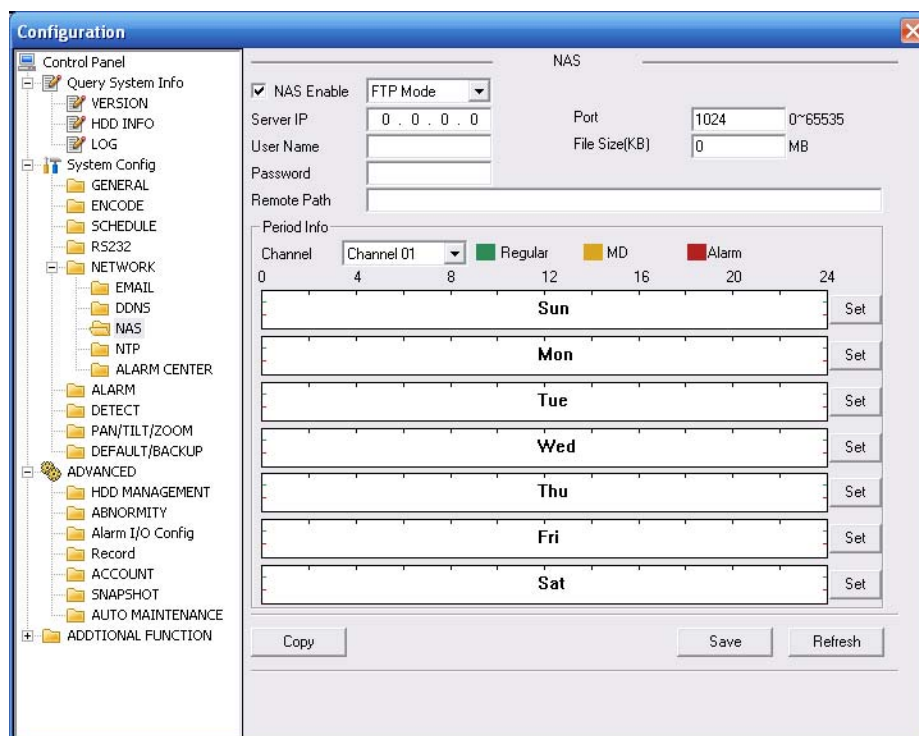 Configuration
Control Panel
Query System Info
VERSION
HDD INFO
LOG
System Config
GENERAL
ENCODE
SCHEDULE
RS232
NETWORK
EMAIL
DDNS
NAS
NTP
ALARM CENTER
ALARM
DETECT
PAN/TILT/ZOOM
DEFAULT/BACKUP
ADVANCED
HDD MANAGEMENT
ABNORMITY
Alarm I/O Config
Record
ACCOUNT
SNAPSHOT
AUTO MAINTENANCE
ADDTIONAL FUNCTION
NAS
NAS Enable FTP Mode
Server IP 0 . 0 . 0 . 0 Port 1024 0~65535
User Name File Size(KB) 0 MB
Password
Remote Path
Period Info
Channel Channel 01 Regular MD Alarm
0 4 8 12 16 20 24
Sun Set
Mon Set
Tue Set
Wed Set
Thu Set
Fri Set
Sat Set
Copy Save Refresh